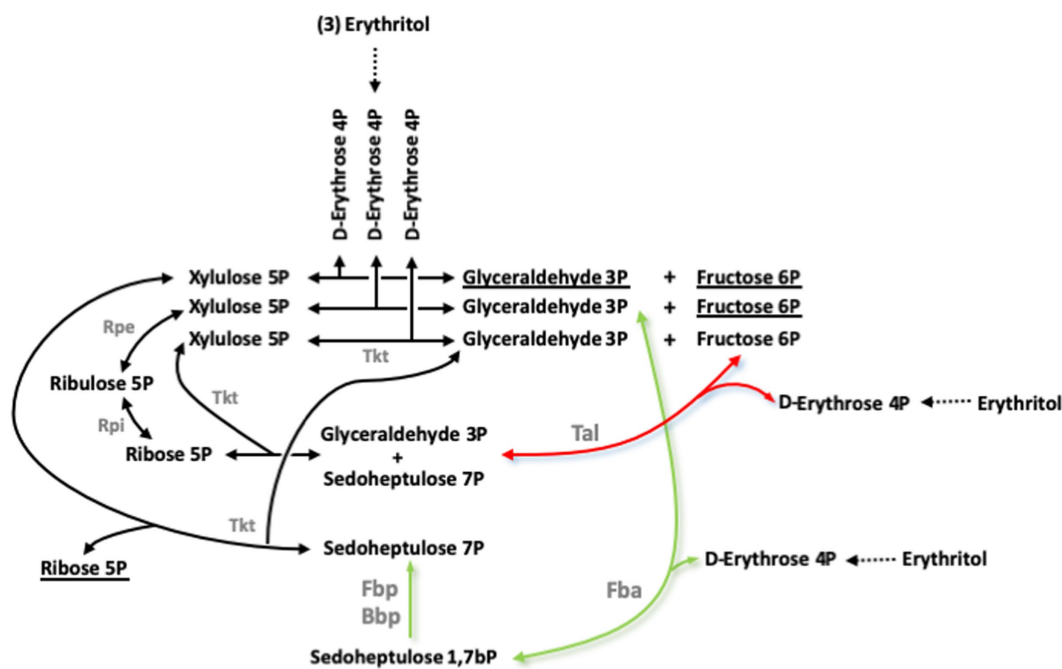 (3) Erythritol
D-Erythrose 4P
D-Erythrose 4P
D-Erythrose 4P
Xylulose 5P Glyceraldehyde 3P + Fructose 6P
Xylulose 5P Glyceraldehyde 3P + Fructose 6P
Xylulose 5P Glyceraldehyde 3P + Fructose 6P
Rpe
Tkt
Ribulose 5P
Tkt
D-Erythrose 4P Erythritol
Rpi
Glyceraldehyde 3P
Tal
Ribose 5P
+
Sedoheptulose 7P
Tkt
Sedoheptulose 7P
Ribose 5P
D-Erythrose 4P Erythritol
Fbp
Fba
Bbp
Sedoheptulose 1,7bP